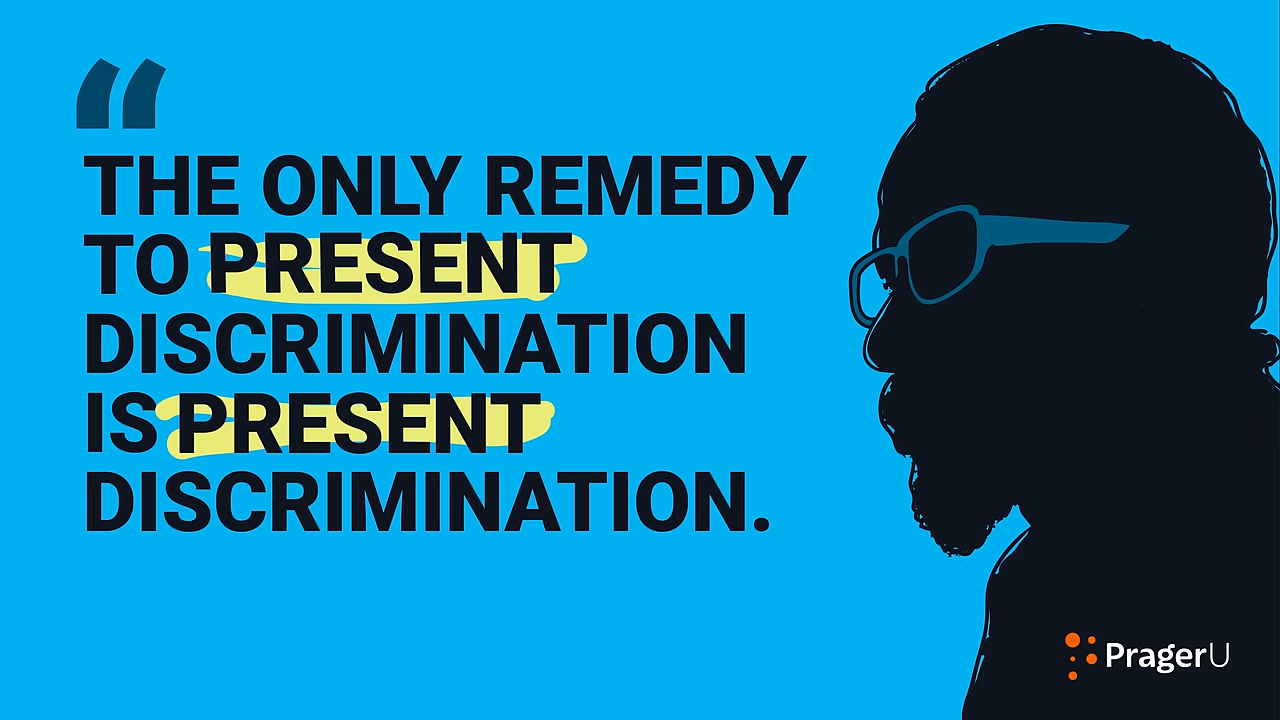 “
THE ONLY REMEDY
TO PRESENT
DISCRIMINATION
IS PRESENT
DISCRIMINATION.
PragerU